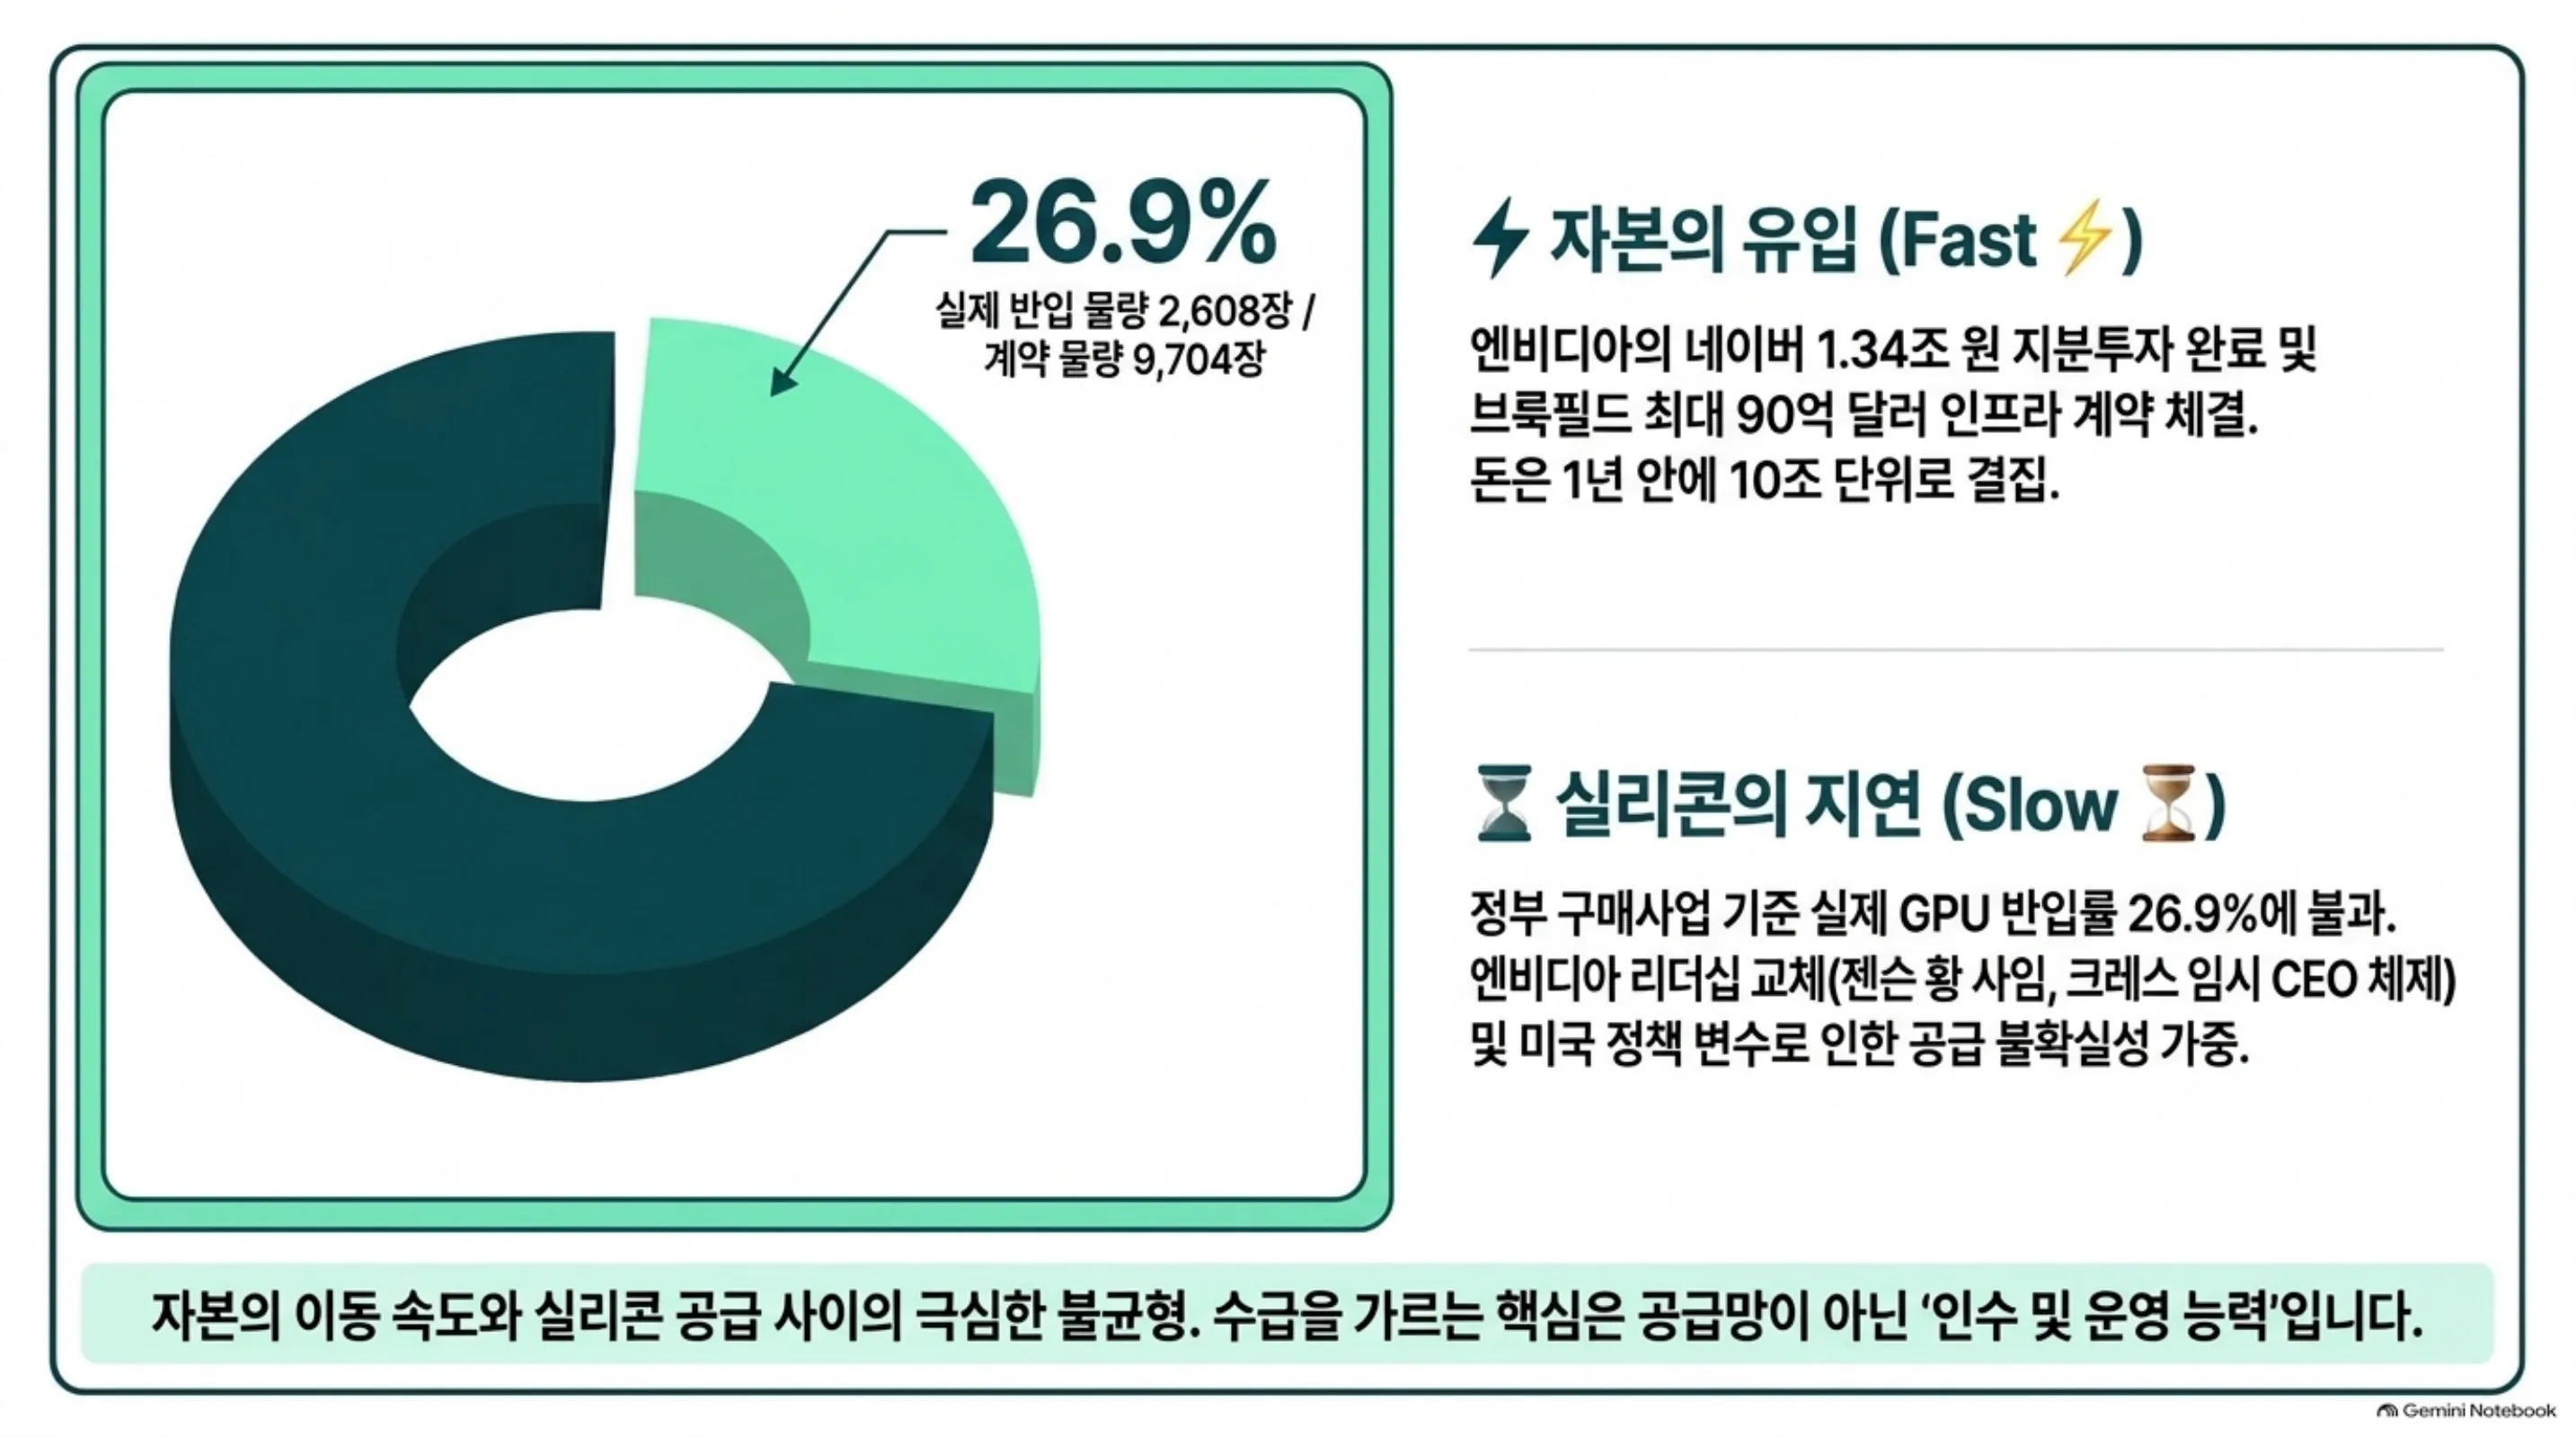 26.9%
실제 반입 물량 2,608장 /
계약 물량 9,704장
자본의 유입 (Fast ⚡)
엔비디아의 네이버 1.34조 원 지분투자 완료 및
브룩필드 최대 90억 달러 인프라 계약 체결.
돈은 1년 안에 10조 단위로 결집.
실리콘의 지연 (Slow ⏳)
정부 구매사업 기준 실제 GPU 반입률 26.9%에 불과.
엔비디아 리더십 교체(젠슨 황 사임, 크레스 임시 CEO 체제)
및 미국 정책 변수로 인한 공급 불확실성 가중.
자본의 이동 속도와 실리콘 공급 사이의 극심한 불균형. 수급을 가르는 핵심은 공급망이 아닌 ‘인수 및 운영 능력’입니다.
Gemini Notebook